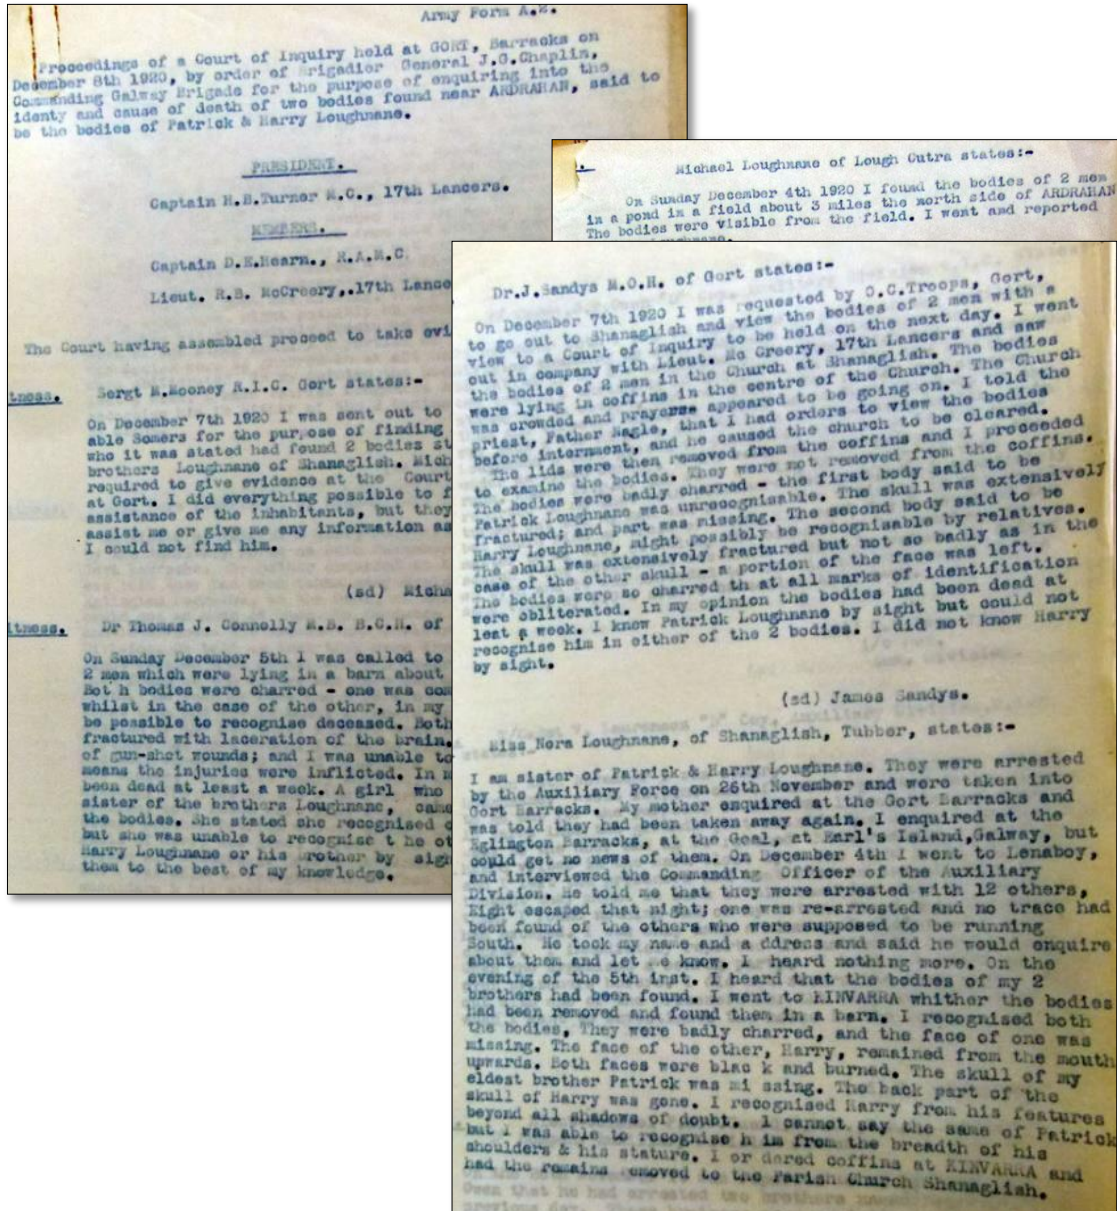 Army Form A.2.
Proceedings of a Court of Inquiry held at GORT, Barracks on
December 8th 1920, by order of Brigadier General J.G.Chaplin,
Commanding Galway Brigade for the purpose of enquiring into the
identy and cause of death of two bodies found near ARDRAHAN, said to
be the bodies of Patrick & Harry Loughnane.
PRESIDENT.
Captain H.B.Turner M.C., 17th Lancers.
MEMBERS.
Captain D.E.Hearn., R.A.M.C.
Lieut. R.B. McCreery,.17th Lance
The Court having assembled proceed to take evi
tness. Sergt M.Mooney R.I.C. Gort states:-
On December 7th 1920 I was sent out to
able Somers for the purpose of finding
who it was stated had found 2 bodies st
brothers Loughnane of Shanaglish. Mich
required to give evidence at the Court
at Gort. I did everything possible to f
assistance of the inhabitants, but they
assist me or give me any information as
I could not find him.
(sd) Micha
itness. Dr Thomas J. Connolly M.B. B.C.H. of
On Sunday December 5th I was called to
2 men which were lying in a barn about
Bot h bodies were charred - one was com
whilst in the case of the other, in my
be possible to recognise deceased. Both
fractured with laceration of the brain.
of gun-shot wounds; and I was unable to
means the injuries were inflicted. In m
been dead at least a week. A girl who
sister of the brothers Loughnane, came
the bodies. She stated she recognised o
but she was unable to recognise t he ot
Harry Loughnane or his brother by sigh
them to the best of my knowledge.
Michael Loughnane of Lough Cutra states:-
On Sunday December 4th 1920 I found the bodies of 2 men
in a pond in a field about 3 miles the north side of ARDRAHAN
The bodies were visible from the field. I went and reported
Loughnane.
Dr.J.Sandys M.O.H. of Gort states:-
On December 7th 1920 I was requested by O.C.Troops, Gort,
to go out to Shanaglish and view the bodies of 2 men with a
view to a Court of Inquiry to be held on the next day. I went
out in company with Lieut. Mc Creery, 17th Lancers and saw
the bodies of 2 men in the Church at Shanaglish. The bodies
were lying in coffins in the centre of the Church. The Church
was crowded and prayerss appeared to be going on. I told the
priest, Father Nagle, that I had orders to view the bodies
before internment, and he caused the church to be cleared.
The lids were then removed from the coffins and I proceeded
to examine the bodies. They were not removed from the coffins.
The bodies were badly charred - the first body said to be
Patrick Loughnane was unrecognisable. The skull was extensively
fractured; and part was missing. The second body said to be
Harry Loughnane, might possibly be recognisable by relatives.
The skull was extensively fractured but not so badly as in the
case of the other skull - a portion of the face was left.
The bodies were so charred th at all marks of identification
were obliterated. In my opinion the bodies had been dead at
leat a week. I knew Patrick Loughnane by sight but could not
recognise him in either of the 2 bodies. I did not know Harry
by sight.
(sd) James Sandys.
Miss Nora Loughnane, of Shanaglish, Tubber, states:-
I am sister of Patrick & Harry Loughnane. They were arrested
by the Auxiliary Force on 26th November and were taken into
Gort Barracks. My mother enquired at the Gort Barracks and
was told they had been taken away again. I enquired at the
Eglington Barracks, at the Goal, at Earl's Island,Galway, but
could get no news of them. On December 4th I went to Lenaboy,
and interviewed the Commanding Officer of the Auxiliary
Division. He told me that they were arrested with 12 others,
Eight escaped that night; one was re-arrested and no trace had
been found of the others who were supposed to be running
South. He took my name and a ddress and said he would enquire
about them and let me know. I heard nothing more. On the
evening of the 5th inst. I heard that the bodies of my 2
brothers had been found. I went to KINVARRA whither the bodies
had been removed and found them in a barn. I recognised both
the bodies, They were badly charred, and the face of one was
missing. The face of the other, Harry, remained from the mouth
upwards. Both faces were blac k and burned. The skull of my
eldest brother Patrick was mi ssing. The back part of the
skull of Harry was gone. I recognised Harry from his features
beyond all shadows of doubt. I cannot say the same of Patrick
but I was able to recognise h im from the breadth of his
shoulders & his stature. I or dered coffins at KINVARRA and
had the remains removed to the Parish Church Shanaglish.